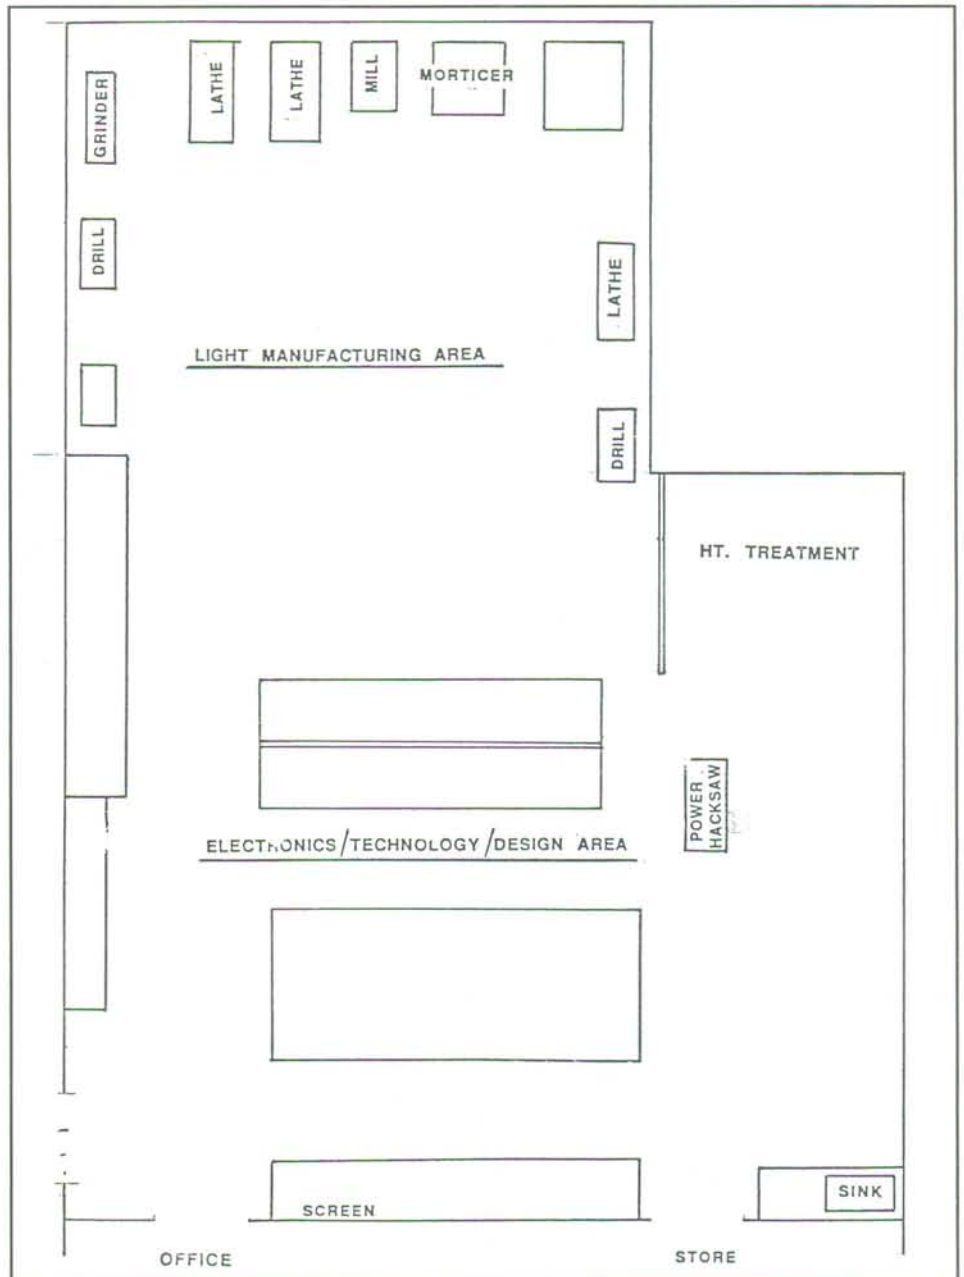 GRINDER
LATHE
LATHE
MILL
MORTICER
DRILL
LATHE
LIGHT MANUFACTURING AREA
DRILL
HT. TREATMENT
POWER
HACKSAW
ELECTRONICS/TECHNOLOGY/DESIGN AREA
SINK
SCREEN
OFFICE
STORE